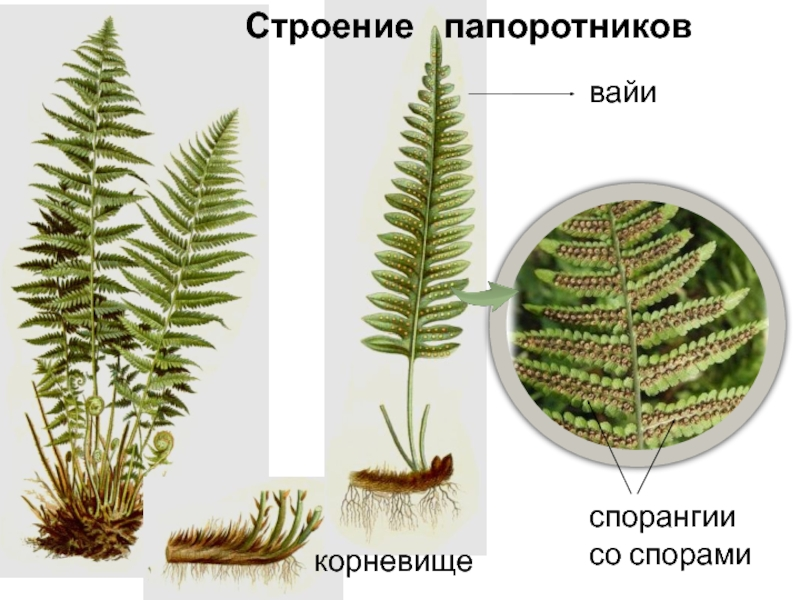 Строение папоротников
вайи
спорангии
со спорами
корневище